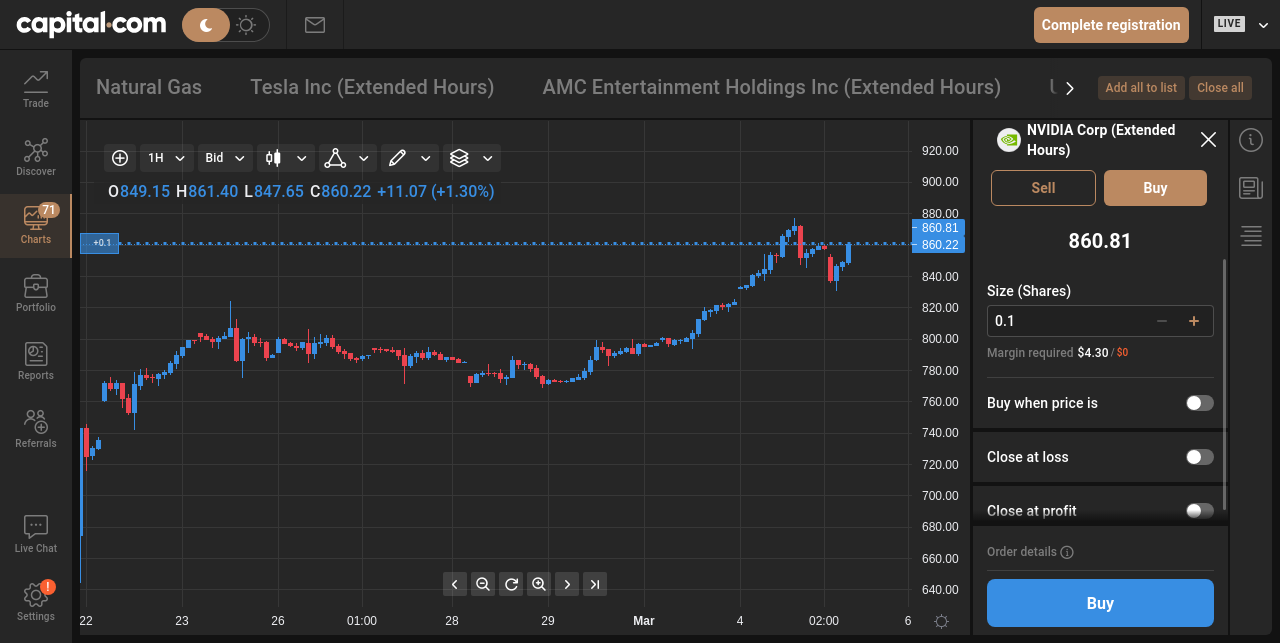 capital.com
Complete registration
LIVE
Trade
Discover
71
Charts
Portfolio
Reports
Referrals
Live Chat
!
Settings
Natural Gas
Tesla Inc (Extended Hours)
AMC Entertainment Holdings Inc (Extended Hours)
Add all to list
Close all
1H
Bid
O849.15 H861.40 L847.65 C860.22 +11.07 (+1.30%)
+0.1
920.00
900.00
880.00
860.81
860.22
840.00
820.00
800.00
780.00
760.00
740.00
720.00
700.00
680.00
660.00
640.00
22 23 26 01:00 28 29 Mar 4 02:00 6
NVIDIA Corp (Extended
Hours)
Sell
Buy
860.81
Size (Shares)
0.1
Margin required $4.30 / $0
Buy when price is
Close at loss
Close at profit
Order details
Buy